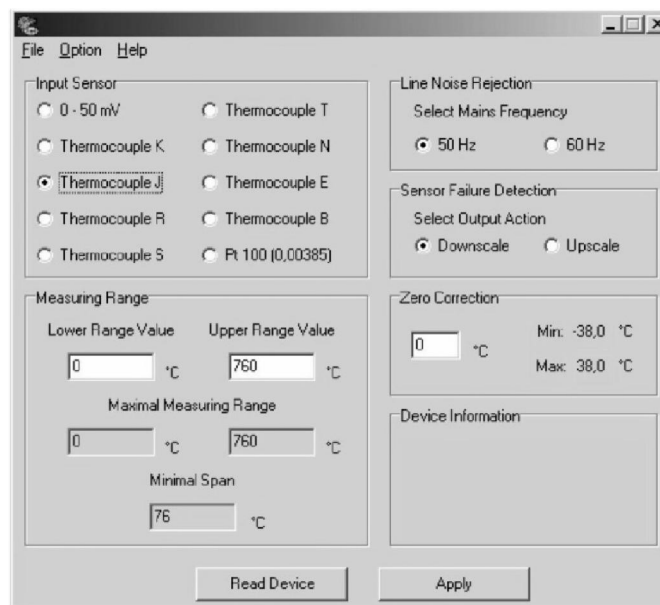 File Option Help
Input Sensor
0 - 50 mV
Thermocouple T
Thermocouple K
Thermocouple N
Thermocouple J
Thermocouple E
Thermocouple R
Thermocouple B
Thermocouple S
Pt 100 (0,00385)
Line Noise Rejection
Select Mains Frequency
50 Hz 60 Hz
Sensor Failure Detection
Select Output Action
Downscale Upscale
Measuring Range
Lower Range Value Upper Range Value
0 °C 760 °C
Maximal Measuring Range
0 °C 760 °C
Minimal Span
76 °C
Zero Correction
0 °C
Min: -38,0 °C
Max: 38,0 °C
Device Information
Read Device Apply